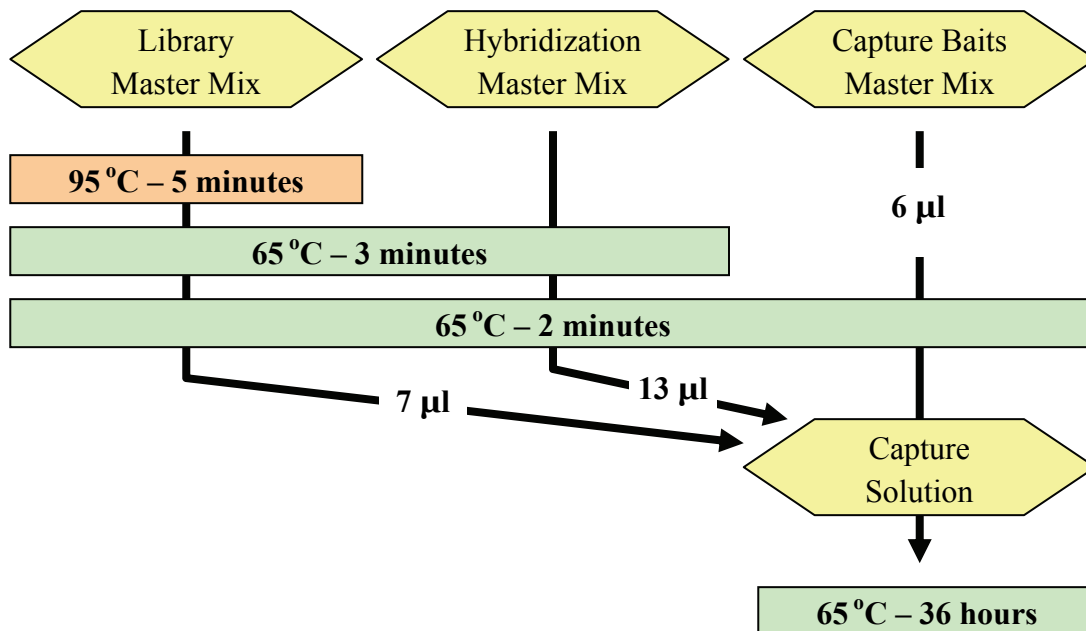 Library
Master Mix
Hybridization
Master Mix
Capture Baits
Master Mix
95 °C – 5 minutes
6 µl
65 °C – 3 minutes
65 °C – 2 minutes
7 µl
13 µl
Capture
Solution
65 °C – 36 hours